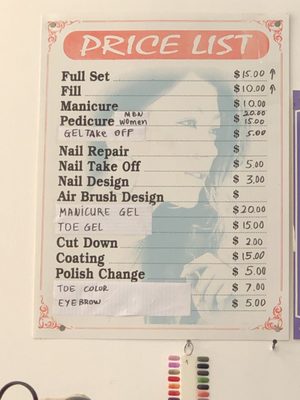 PRICE LIST
Full Set $15.00 ↑
Fill $10.00 ↑
Manicure $10.00
Pedicure MEN $20.00
women $15.00
GEL TAKE OFF $5.00
Nail Repair $
Nail Take Off $5.00
Nail Design $3.00
Air Brush Design $
MANICURE GEL $20.00
TOE GEL $15.00
Cut Down $2.00
Coating $15.00
Polish Change $5.00
TOE COLOR $7.00
EYEBROW $5.00